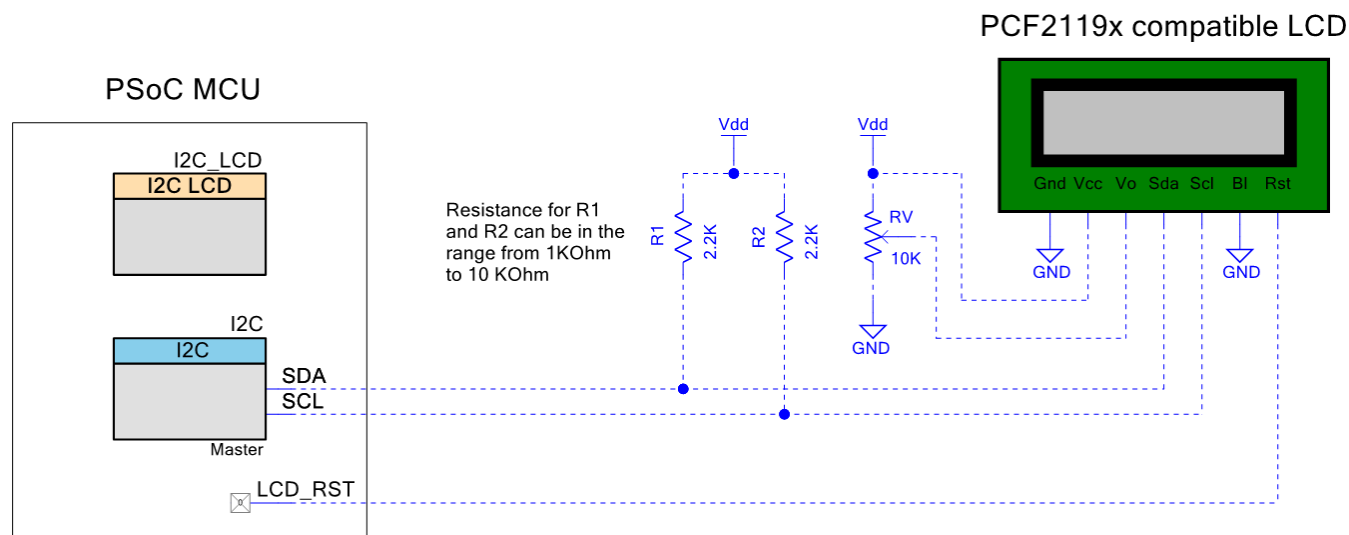 PCF2119x compatible LCD
PSoC MCU
I2C_LCD
I2C LCD
Vdd
Vdd
Gnd Vcc Vo Sda Scl Bl Rst
Resistance for R1
and R2 can be in the
range from 1KOhm
to 10 KOhm
R1
2.2K
R2
2.2K
RV
10K
GND
GND
GND
I2C
I2C
SDA
SCL
Master
LCD_RST
0